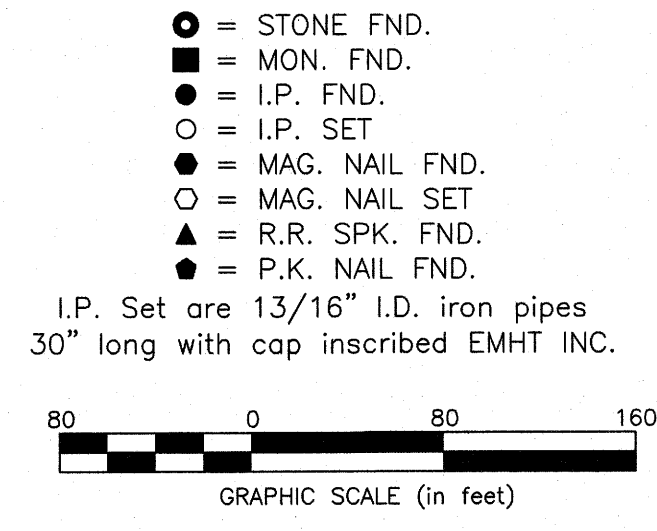 = STONE FND.
= MON. FND.
= I.P. FND.
= I.P. SET
= MAG. NAIL FND.
= MAG. NAIL SET
= R.R. SPK. FND.
= P.K. NAIL FND.
I.P. Set are 13/16" I.D. iron pipes
30" long with cap inscribed EMHT INC.
80 0 80 160
GRAPHIC SCALE (in feet)